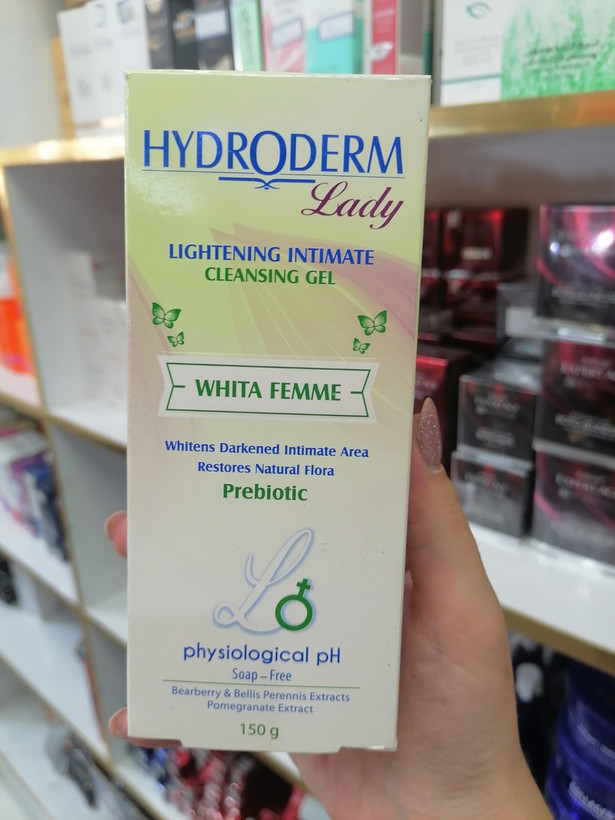 HYDRODERM
Lady
LIGHTENING INTIMATE
CLEANSING GEL
WHITA FEMME
Whitens Darkened Intimate Area
Restores Natural Flora
Prebiotic
physiological pH
Soap – Free
Bearberry & Bellis Perennis Extracts
Pomegranate Extract
150 g